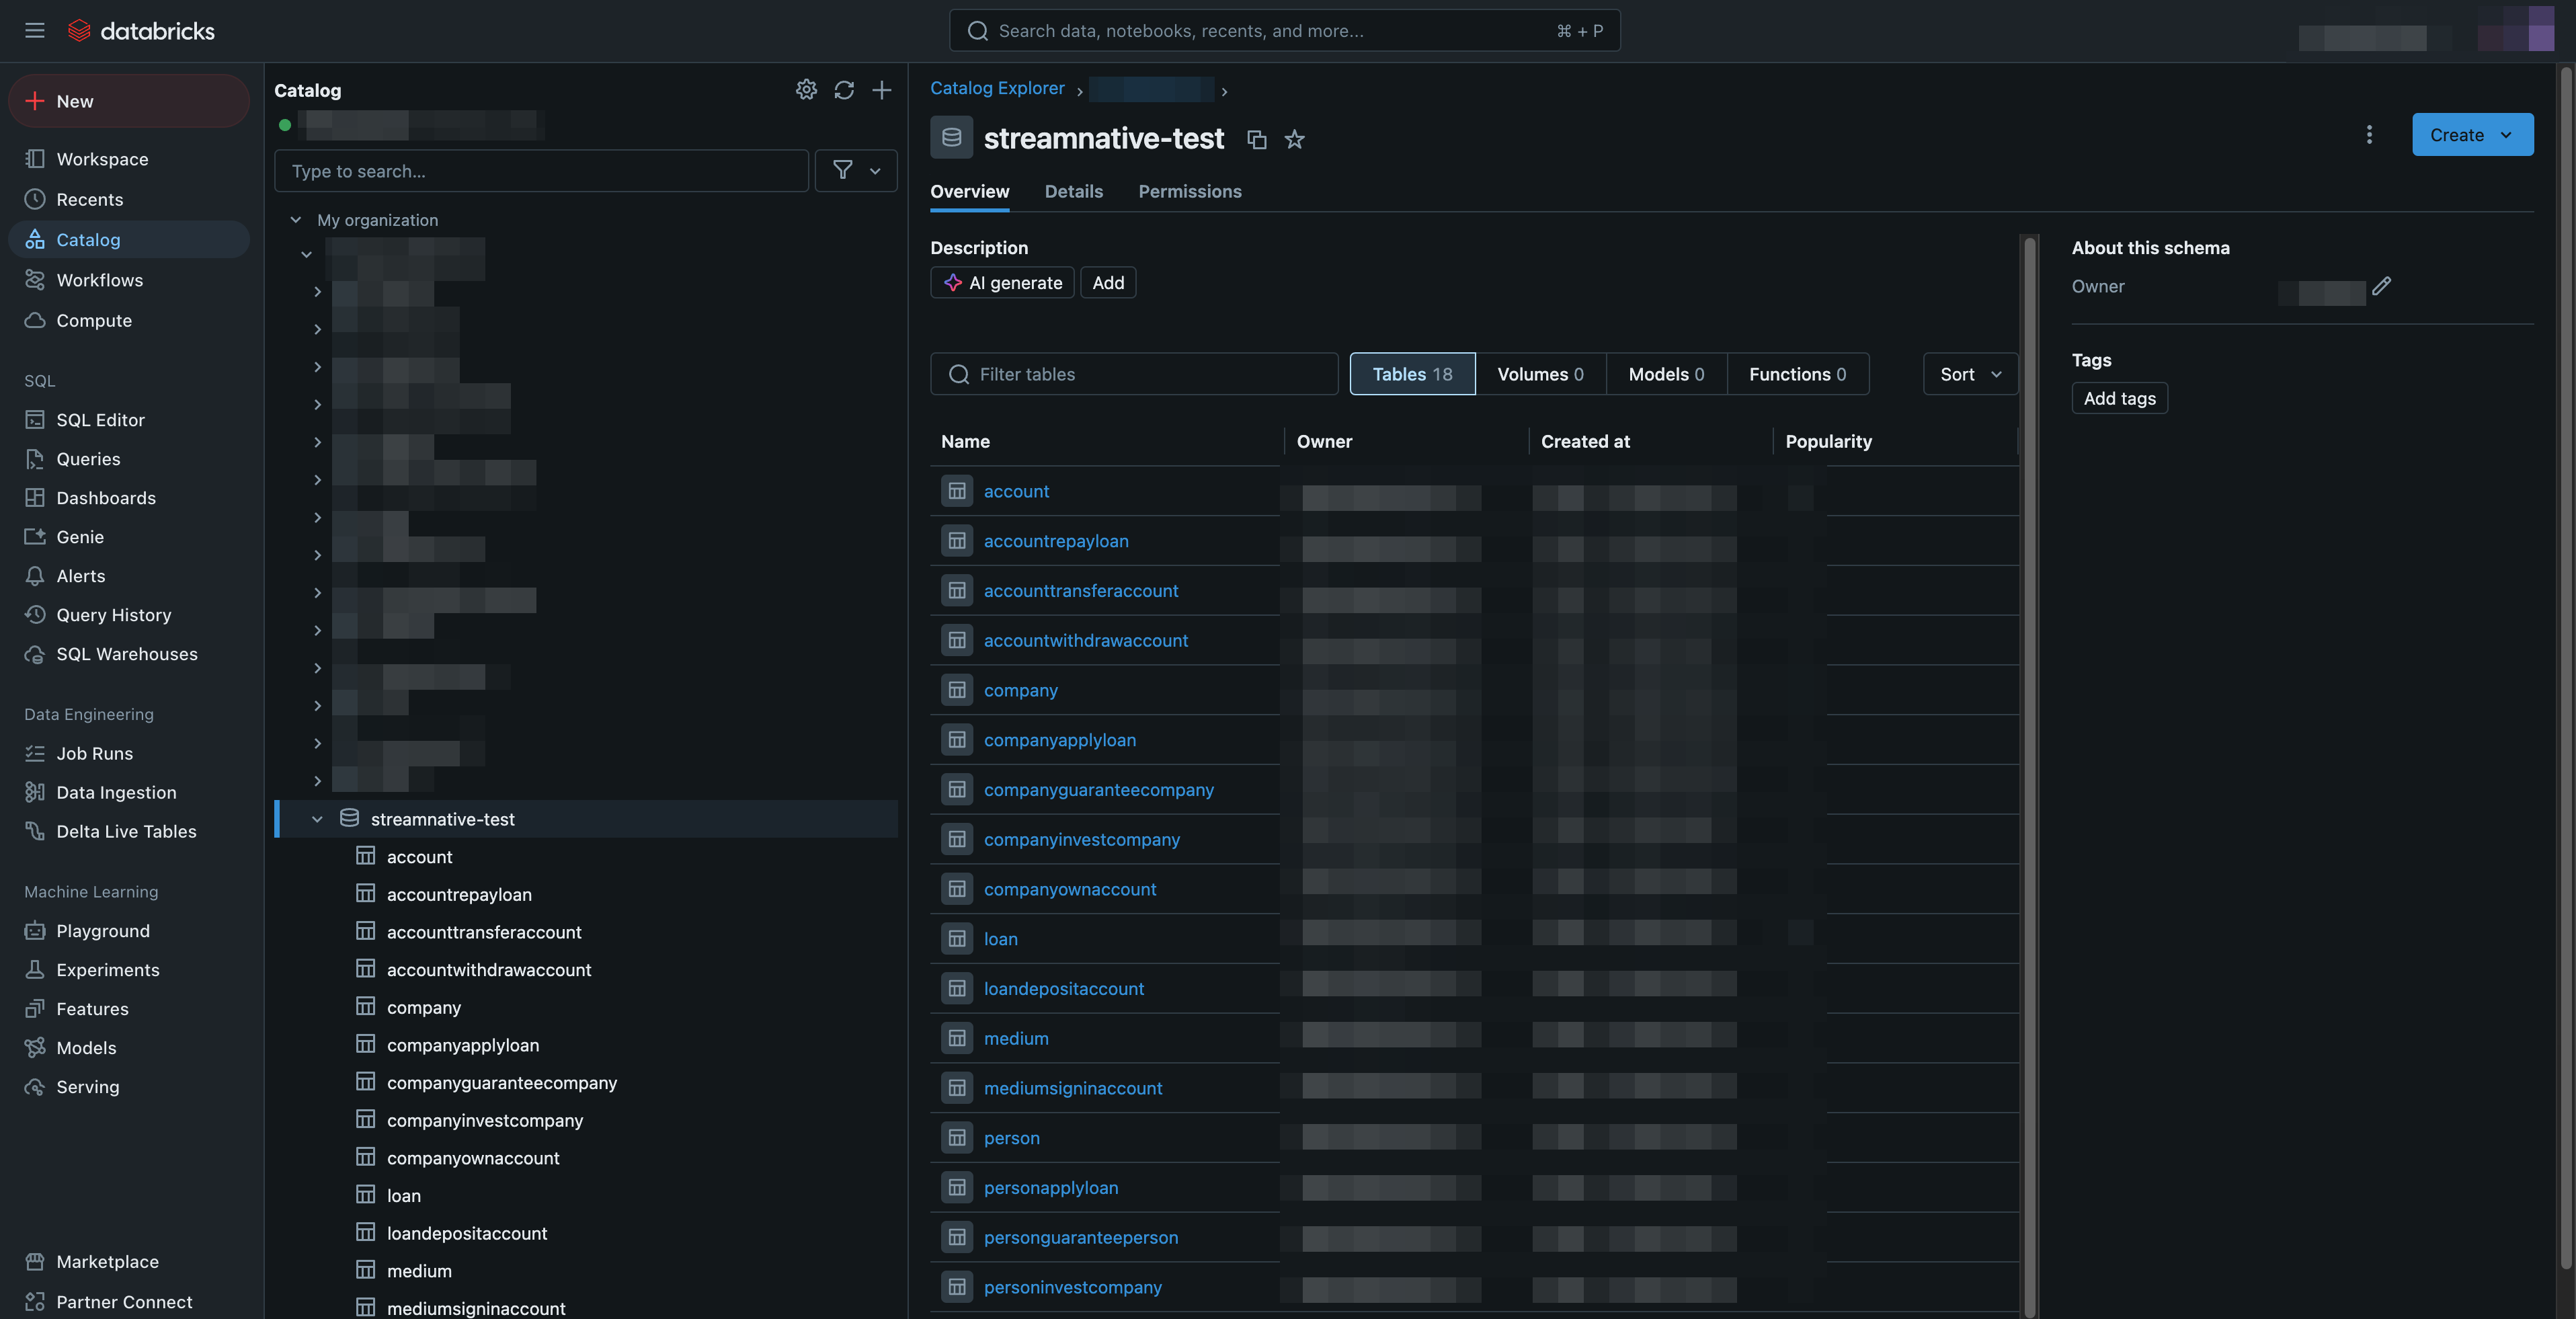 databricks
Search data, notebooks, recents, and more...
⌘ + P
New
Workspace
Recents
Catalog
Workflows
Compute
SQL
SQL Editor
Queries
Dashboards
Genie
Alerts
Query History
SQL Warehouses
Data Engineering
Job Runs
Data Ingestion
Delta Live Tables
Machine Learning
Playground
Experiments
Features
Models
Serving
Marketplace
Partner Connect
Catalog
Type to search...
My organization
streamnative-test
account
accountrepayloan
accounttransferaccount
accountwithdrawaccount
company
companyapplyloan
companyguaranteecompany
companyinvestcompany
companyownaccount
loan
loandepositaccount
medium
mediumsigninaccount
Catalog Explorer
streamnative-test
Create
Overview
Details
Permissions
Description
AI generate
Add
Filter tables
Tables 18
Volumes 0
Models 0
Functions 0
Sort
Name
Owner
Created at
Popularity
account
accountrepayloan
accounttransferaccount
accountwithdrawaccount
company
companyapplyloan
companyguaranteecompany
companyinvestcompany
companyownaccount
loan
loandepositaccount
medium
mediumsigninaccount
person
personapplyloan
personguaranteeperson
personinvestcompany
About this schema
Owner
Tags
Add tags